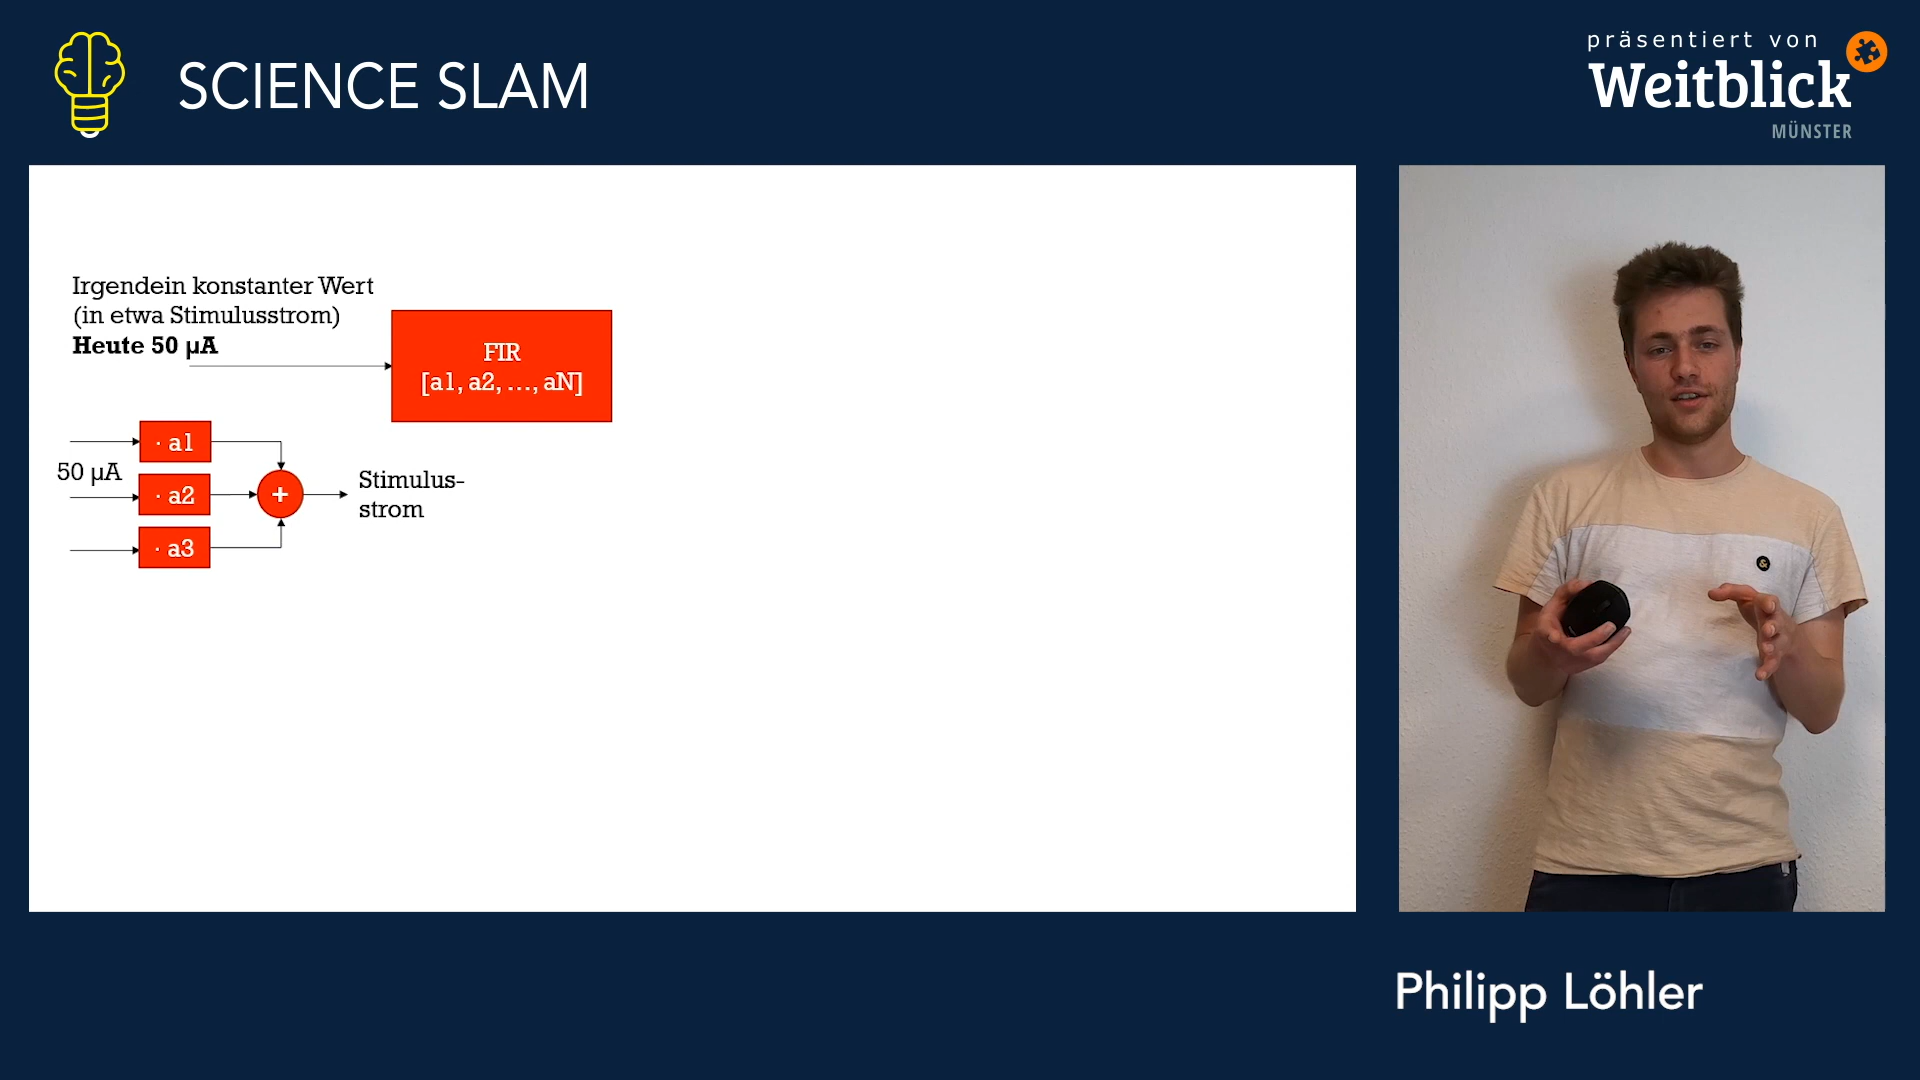 SCIENCE SLAM
präsentiert von
Weitblick
MÜNSTER
Irgendein konstanter Wert
(in etwa Stimulusstrom)
Heute 50 µA
FIR
[a1, a2, ..., aN]
· a1
50 µA
· a2
+
Stimulus-
strom
· a3
&
Philipp Löhler